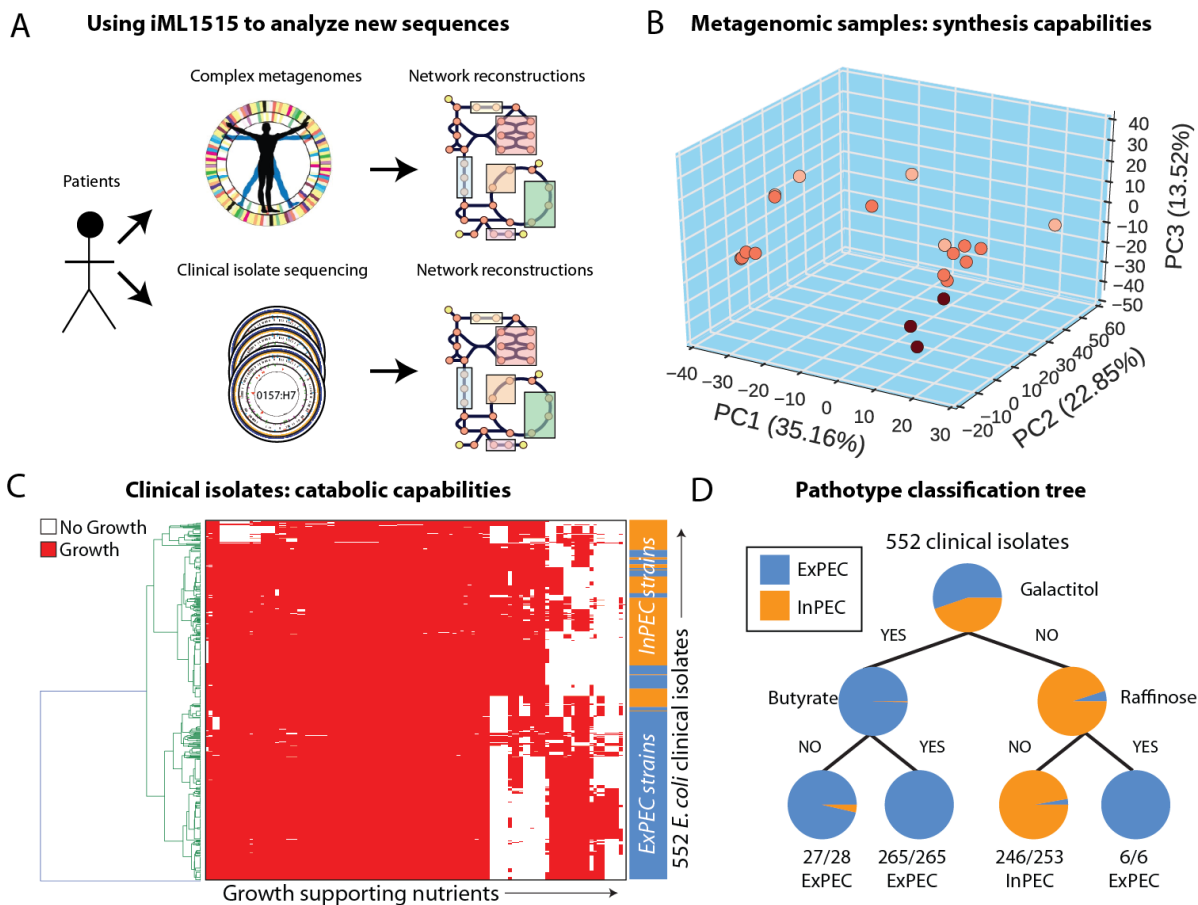 A
Using iML1515 to analyze new sequences
Complex metagenomes
Network reconstructions
Patients
Clinical isolate sequencing
Network reconstructions
0157:H7
B
Metagenomic samples: synthesis capabilities
40
30
20
10
0
−10
−20
−30
−40
−50
PC3 (13.52%)
−40
−30
−20
−10
0
10
20
30
PC1 (35.16%)
−20
−10
0
10
20
30
40
50
60
PC2 (22.85%)
C
Clinical isolates: catabolic capabilities
No Growth
Growth
InPEC strains
ExPEC strains
552 E. coli clinical isolates
Growth supporting nutrients
D
Pathotype classification tree
552 clinical isolates
ExPEC
InPEC
Galactitol
YES
NO
Butyrate
Raffinose
NO
YES
NO
YES
27/28
ExPEC
265/265
ExPEC
246/253
InPEC
6/6
ExPEC